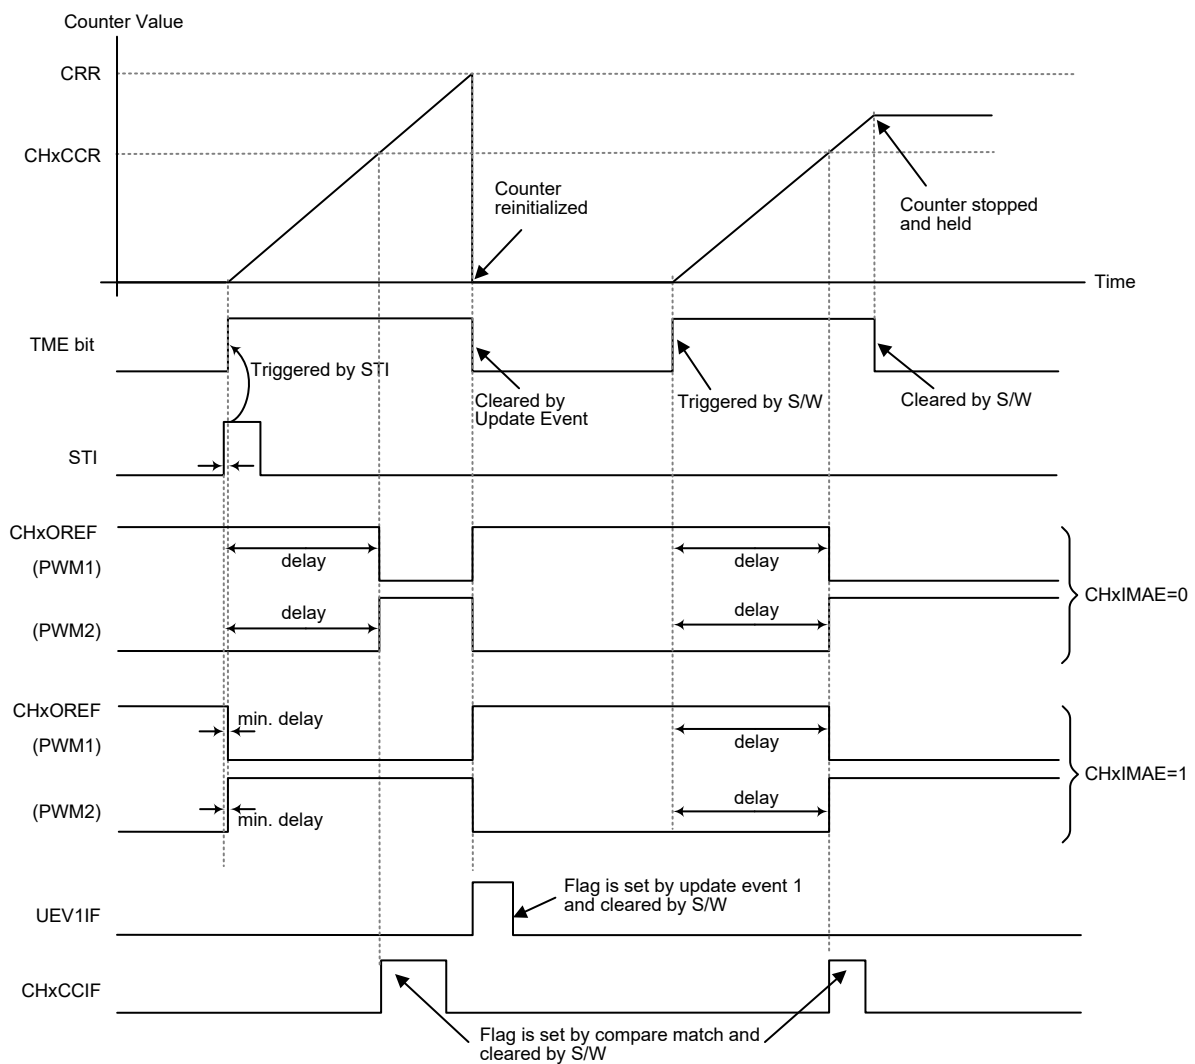 Counter Value
CRR
CHxCCR
Counter
reinitialized
Counter stopped
and held
Time
TME bit
Triggered by STI
Cleared by
Update Event
Triggered by S/W
Cleared by S/W
STI
CHxOREF
(PWM1)
delay
delay
(PWM2)
delay
delay
CHxIMAE=0
CHxOREF
(PWM1)
min. delay
delay
(PWM2)
min. delay
delay
CHxIMAE=1
UEV1IF
Flag is set by update event 1
and cleared by S/W
CHxCCIF
Flag is set by compare match and
cleared by S/W